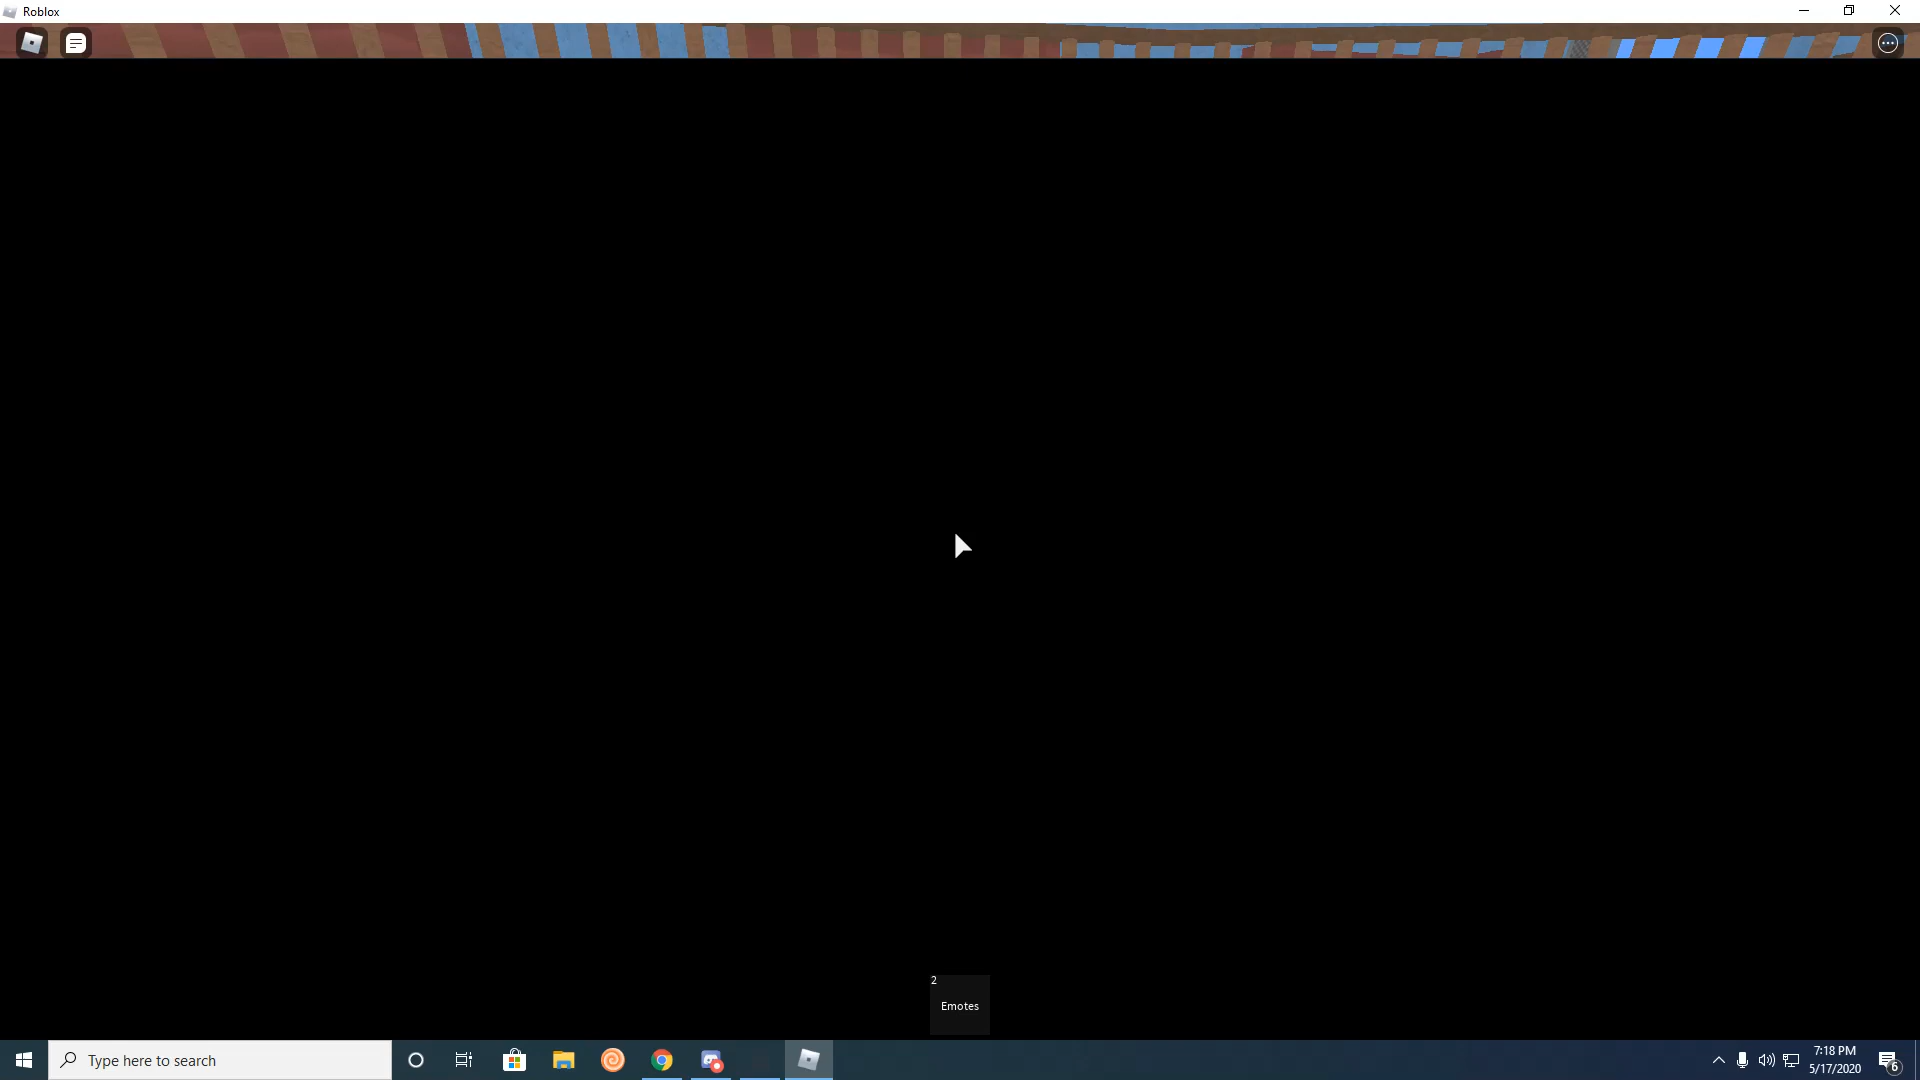 Roblox
2
Emotes
Type here to search
7:18 PM
5/17/2020
6